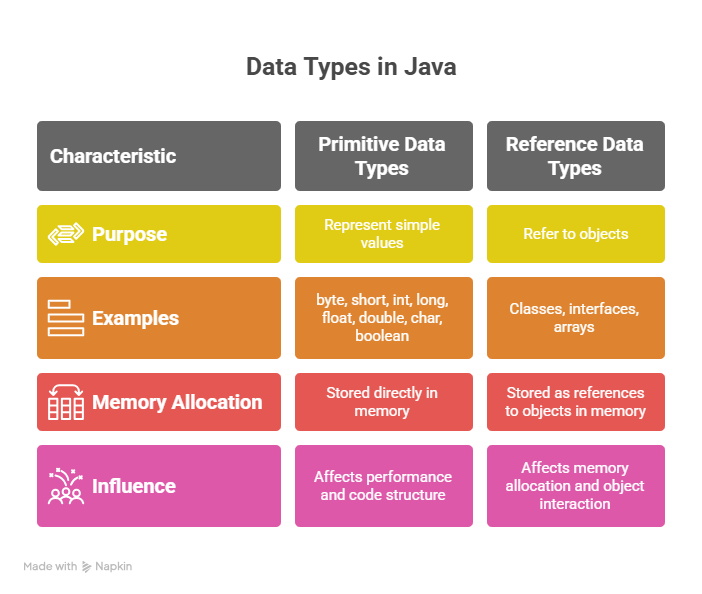 Data Types in Java
Characteristic
Primitive Data
Types
Reference Data
Types
Purpose
Represent simple
values
Refer to objects
Examples
byte, short, int, long,
float, double, char,
boolean
Classes, interfaces,
arrays
Memory Allocation
Stored directly in
memory
Stored as references
to objects in memory
Influence
Affects performance
and code structure
Affects memory
allocation and object
interaction
Made with Napkin